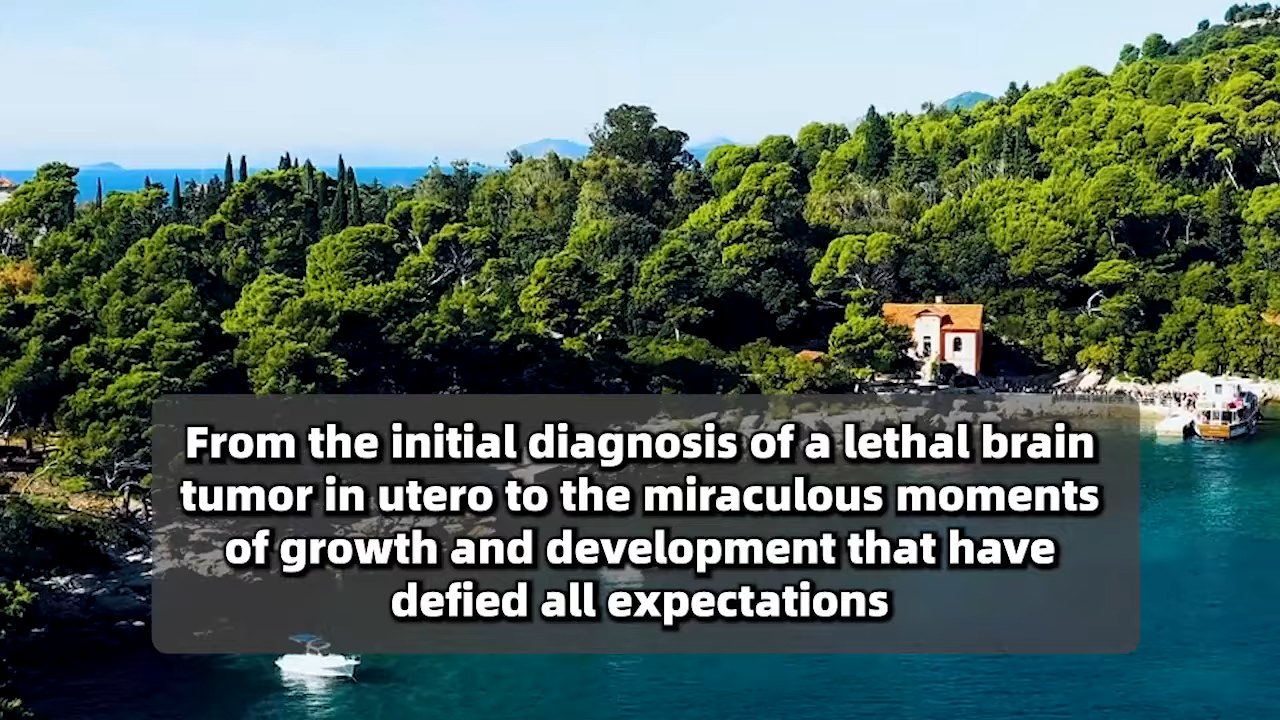 From the initial diagnosis of a lethal brain
tumor in utero to the miraculous moments
of growth and development that have
defied all expectations